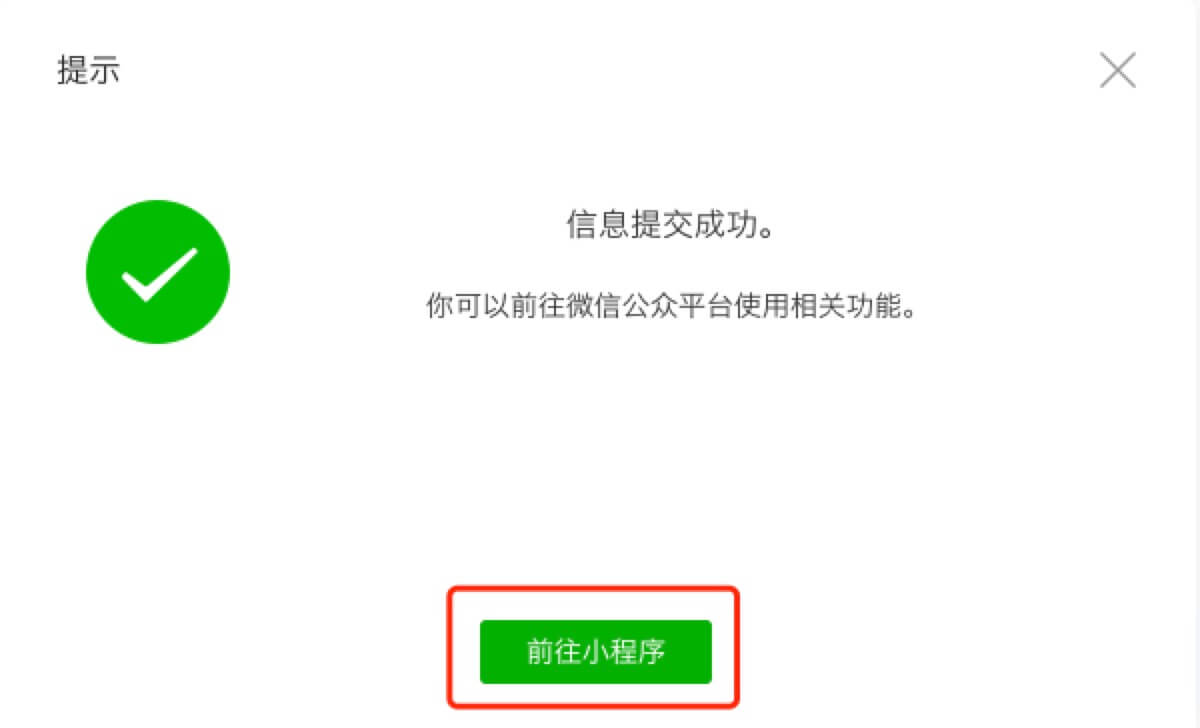 提示
信息提交成功。
你可以前往微信公众平台使用相关功能。
前往小程序